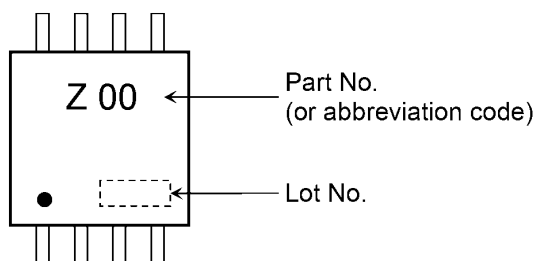 Z 00
Part No.
(or abbreviation code)
Lot No.